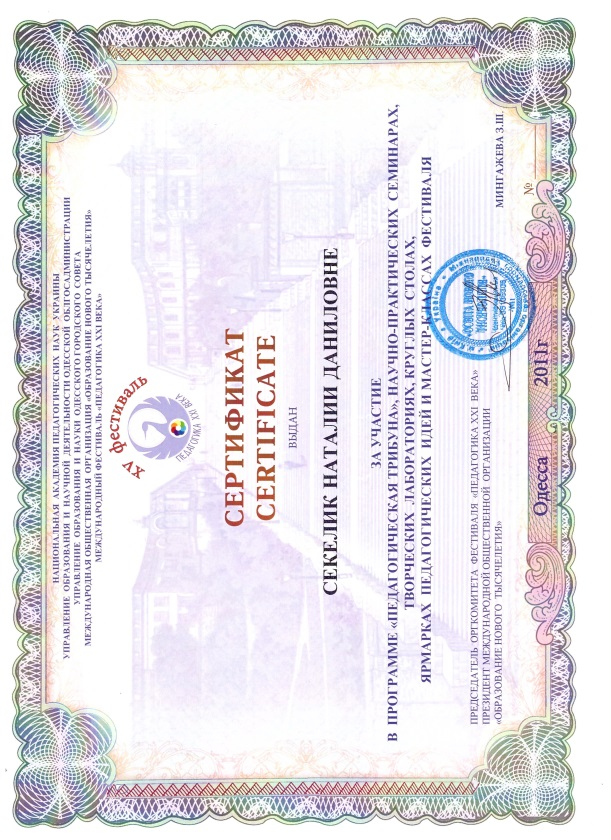 НАЦИОНАЛЬНАЯ АКАДЕМИЯ ПЕДАГОГИЧЕСКИХ НАУК УКРАИНЫ
УПРАВЛЕНИЕ ОБРАЗОВАНИЯ И НАУЧНОЙ ДЕЯТЕЛЬНОСТИ ОДЕССКОЙ ОБЛГОСАДМИНИСТРАЦИИ
УПРАВЛЕНИЕ ОБРАЗОВАНИЯ И НАУКИ ОДЕССКОГО ГОРОДСКОГО СОВЕТА
МЕЖДУНАРОДНАЯ ОБЩЕСТВЕННАЯ ОРГАНИЗАЦИЯ «ОБРАЗОВАНИЕ НОВОГО ТЫСЯЧЕЛЕТИЯ»
МЕЖДУНАРОДНЫЙ ФЕСТИВАЛЬ «ПЕДАГОГИКА XXI ВЕКА»
XV фестиваль
ПЕДАГОГИКА XXI ВЕКА
СЕРТИФИКАТ
CERTIFICATE
ВЫДАН
СЕКЕЛИК НАТАЛИИ ДАНИЛОВНЕ
ЗА УЧАСТИЕ
В ПРОГРАММЕ «ПЕДАГОГИЧЕСКАЯ ТРИБУНА», НАУЧНО-ПРАКТИЧЕСКИХ СЕМИНАРАХ,
ТВОРЧЕСКИХ ЛАБОРАТОРИЯХ, КРУГЛЫХ СТОЛАХ,
ЯРМАРКАХ ПЕДАГОГИЧЕСКИХ ИДЕЙ И МАСТЕР-КЛАССАХ ФЕСТИВАЛЯ
ПРЕДСЕДАТЕЛЬ ОРГКОМИТЕТА ФЕСТИВАЛЯ «ПЕДАГОГИКА XXI ВЕКА»
ПРЕЗИДЕНТ МЕЖДУНАРОДНОЙ ОБЩЕСТВЕННОЙ ОРГАНИЗАЦИИ
«ОБРАЗОВАНИЕ НОВОГО ТЫСЯЧЕЛЕТИЯ»
МИНГАЖЕВА З.Ш.
Одесса 2011г
№